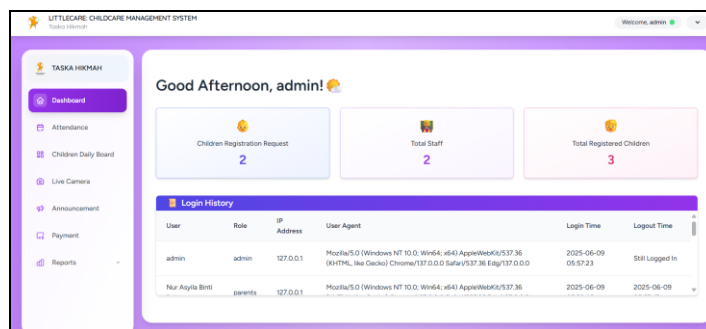 LITTLECARE: CHILDCARE MANAGEMENT SYSTEM
Taska Hikmah
Welcome, admin
TASKA HIKMAH
Dashboard
Attendance
Children Daily Board
Live Camera
Announcement
Payment
Reports
Good Afternoon, admin!
Children Registration Request
2
Total Staff
2
Total Registered Children
3
Login History
User Role IP Address User Agent Login Time Logout Time
admin admin 127.0.0.1 Mozilla/5.0 (Windows NT 10.0; Win64; x64) AppleWebKit/537.36 2025-06-09 Still Logged In
(KHTML, like Gecko) Chrome/137.0.0.0 Safari/537.36 Edg/137.0.0.0 05:57:23
Nur Asyila Binti parents 127.0.0.1 Mozilla/5.0 (Windows NT 10.0; Win64; x64) AppleWebKit/537.36 2025-06-09 2025-06-09